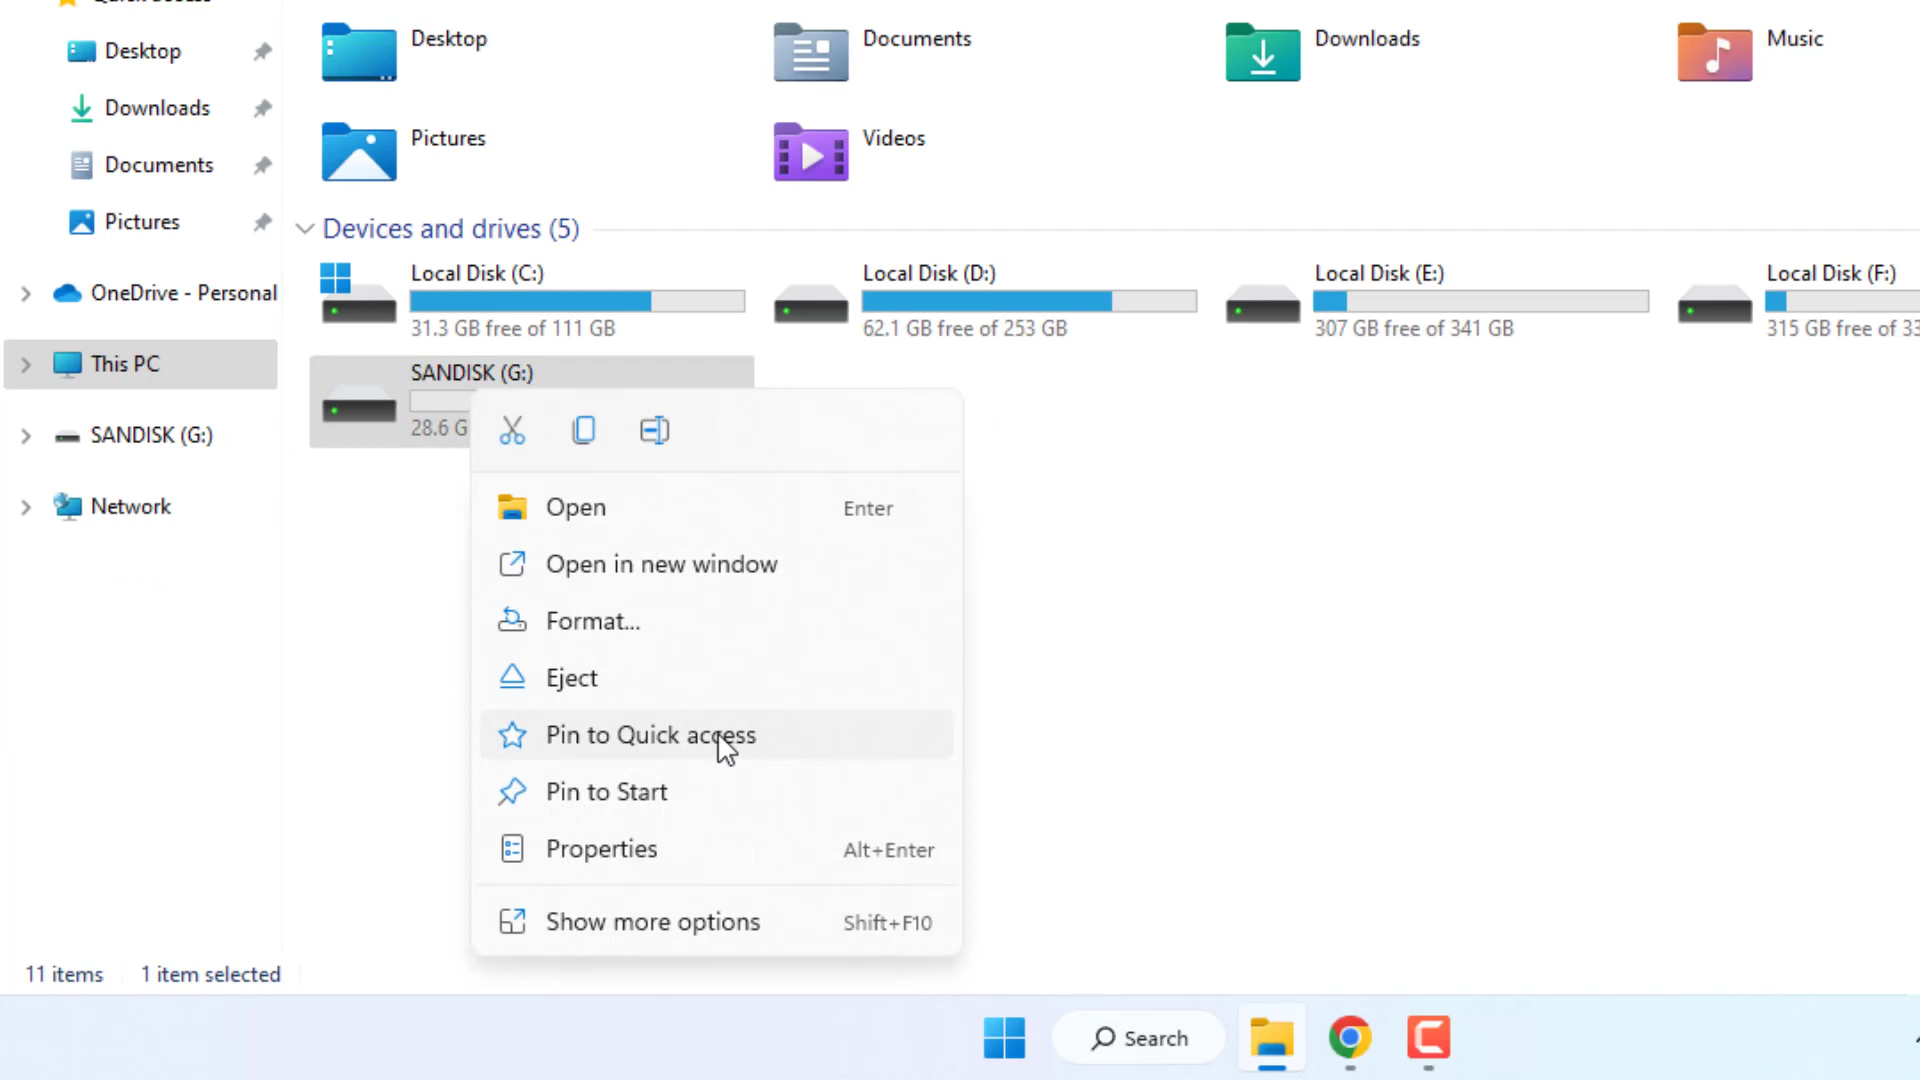 Desktop
Downloads
Documents
Pictures
OneDrive - Personal
This PC
SANDISK (G:)
Network
Desktop
Documents
Downloads
Music
Pictures
Videos
Devices and drives (5)
Local Disk (C:)
31.3 GB free of 111 GB
Local Disk (D:)
62.1 GB free of 253 GB
Local Disk (E:)
307 GB free of 341 GB
Local Disk (F:)
315 GB free of
SANDISK (G:)
28.6 G
Open Enter
Open in new window
Format...
Eject
Pin to Quick access
Pin to Start
Properties Alt+Enter
Show more options Shift+F10
11 items 1 item selected
Search